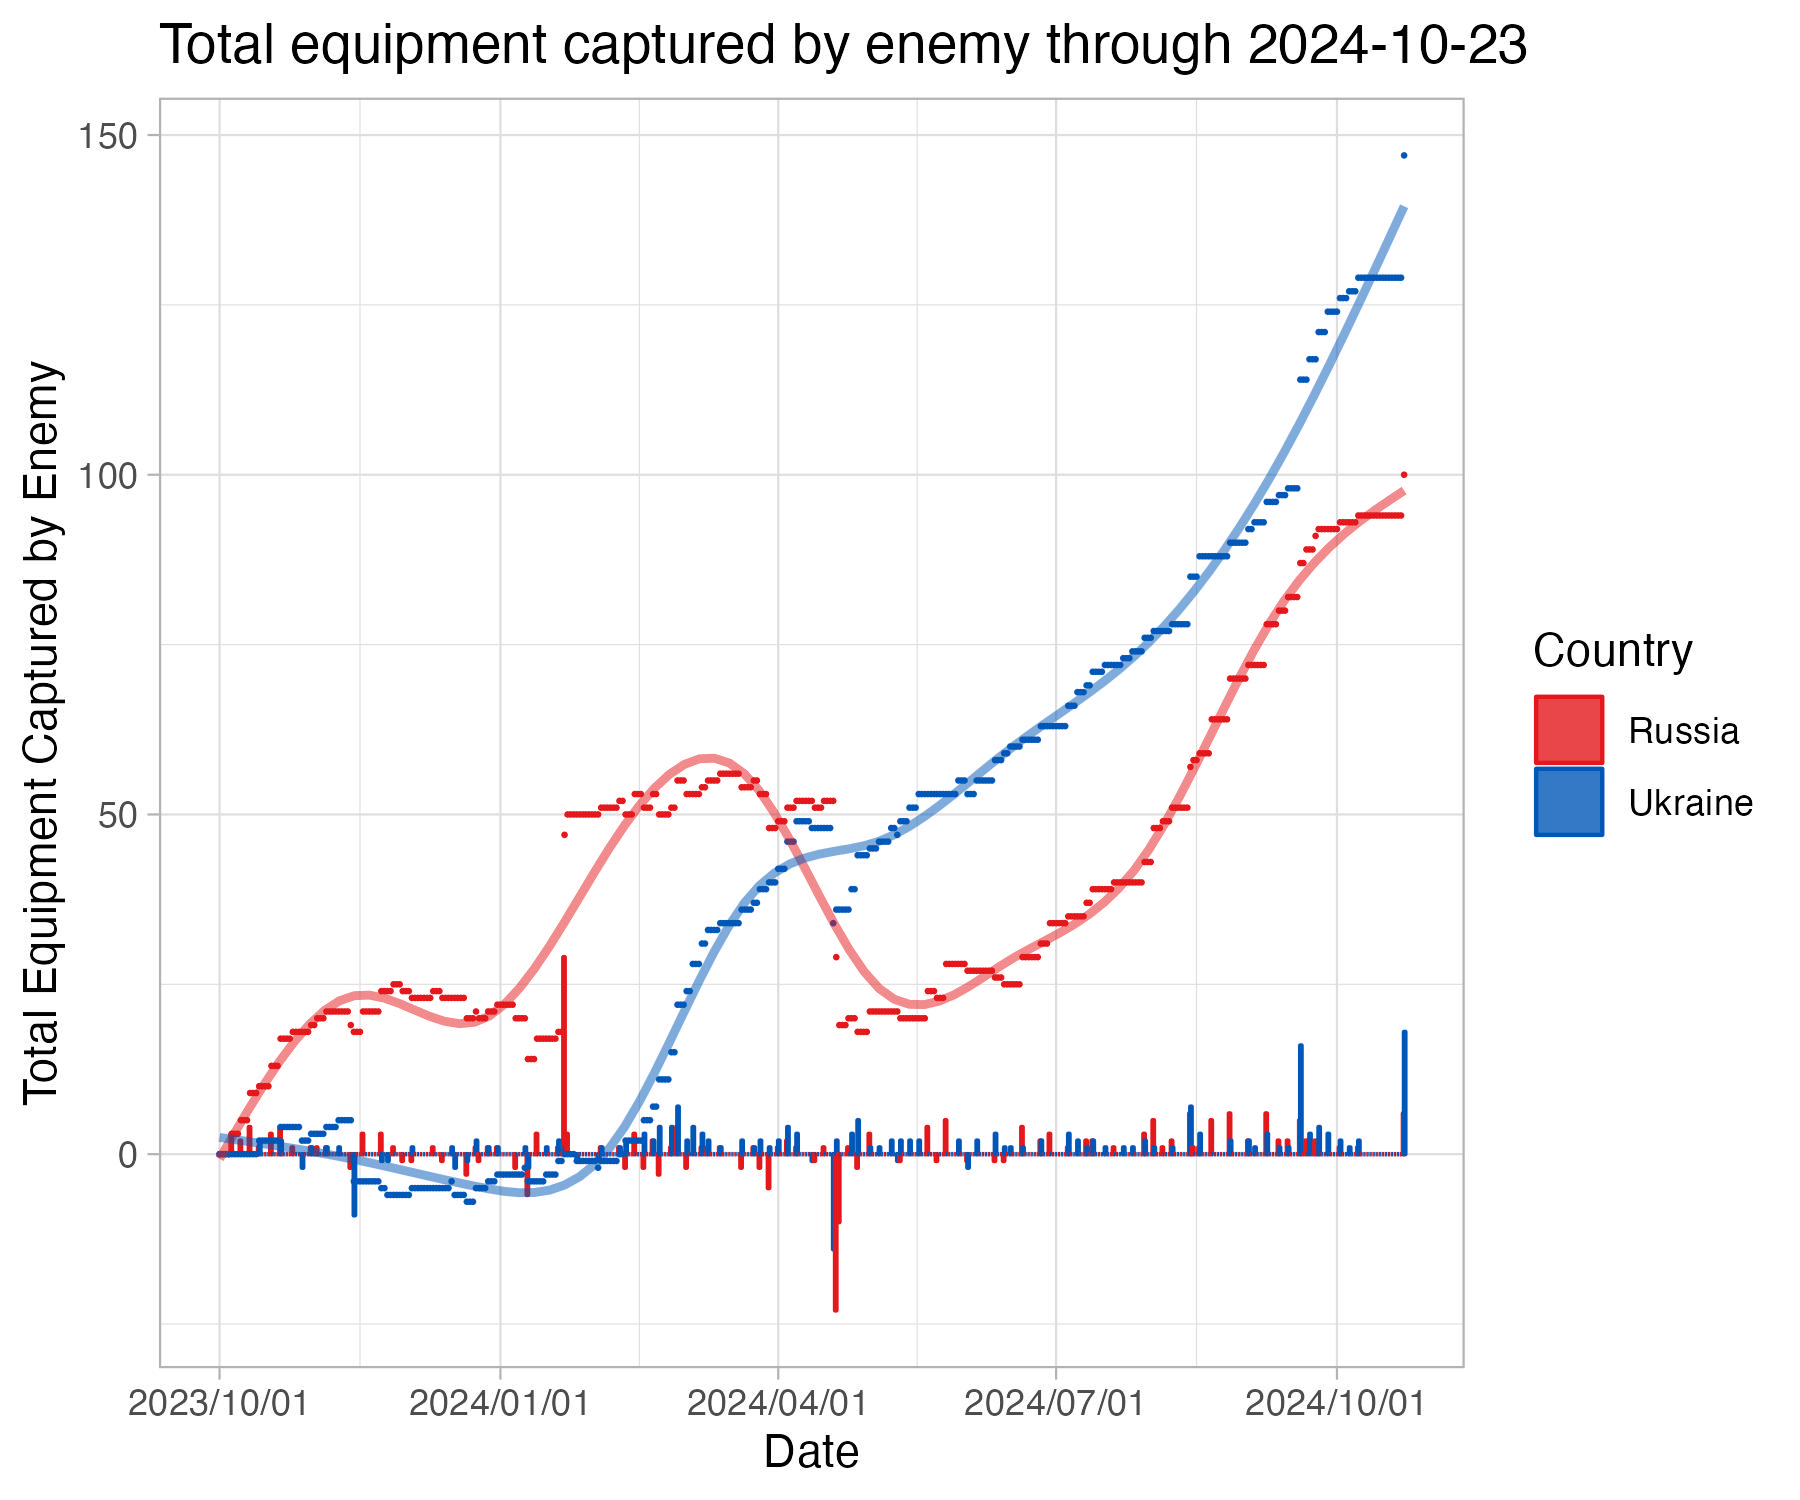 Total equipment captured by enemy through 2024-10-23
Total Equipment Captured by Enemy
150
100
50
0
2023/10/01
2024/01/01
2024/04/01
2024/07/01
2024/10/01
Date
Country
Russia
Ukraine